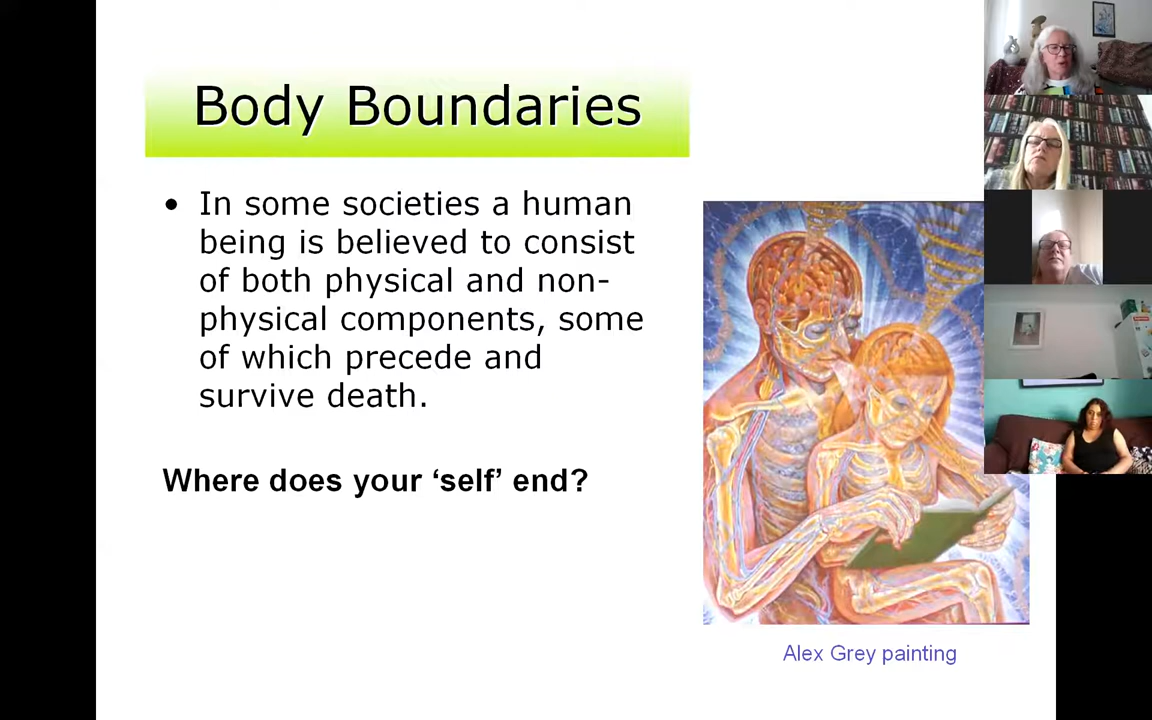 Body Boundaries
• In some societies a human
being is believed to consist
of both physical and non-
physical components, some
of which precede and
survive death.
Where does your ‘self’ end?
Alex Grey painting